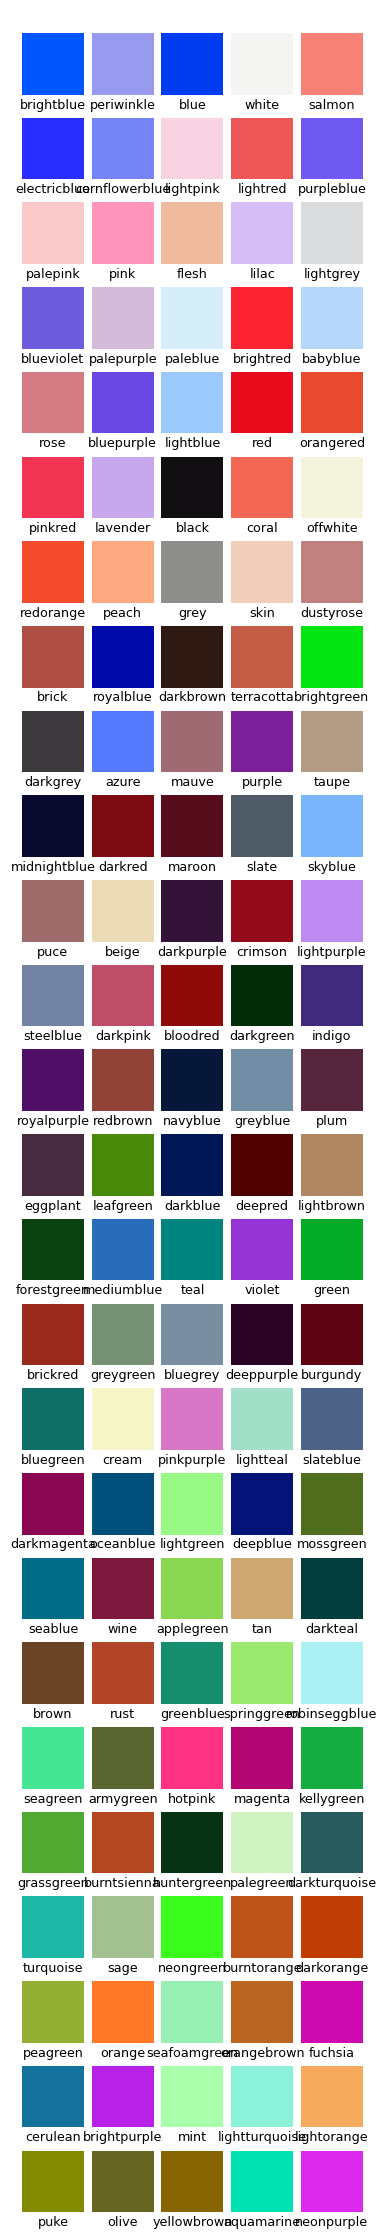 brightblue periwinkle blue white salmon
electricblue cornflowerblue lightpink lightred purpleblue
palepink pink flesh lilac lightgrey
blueviolet palepurple paleblue brightred babyblue
rose bluepurple lightblue red orangered
pinkred lavender black coral offwhite
redorange peach grey skin dustyrose
brick royalblue darkbrown terracotta brightgreen
darkgrey azure mauve purple taupe
midnightblue darkred maroon slate skyblue
puce beige darkpurple crimson lightpurple
steelblue darkpink bloodred darkgreen indigo
royalpurple redbrown navyblue greyblue plum
eggplant leafgreen darkblue deepred lightbrown
forestgreen mediumblue teal violet green
brickred greygreen bluegrey deeppurple burgundy
bluegreen cream pinkpurple lightteal slateblue
darkmagenta oceanblue lightgreen deepblue mossgreen
seablue wine applegreen tan darkteal
brown rust greenblue springgreen robinseggblue
seagreen armygreen hotpink magenta kellygreen
grassgreen burntsienna huntergreen palegreen darkturquoise
turquoise sage neongreen burntorange darkorange
peagreen orange seafoamgreen orangebrown fuchsia
cerulean brightpurple mint lightturquoise lightorange
puke olive yellowbrown aquamarine neonpurple